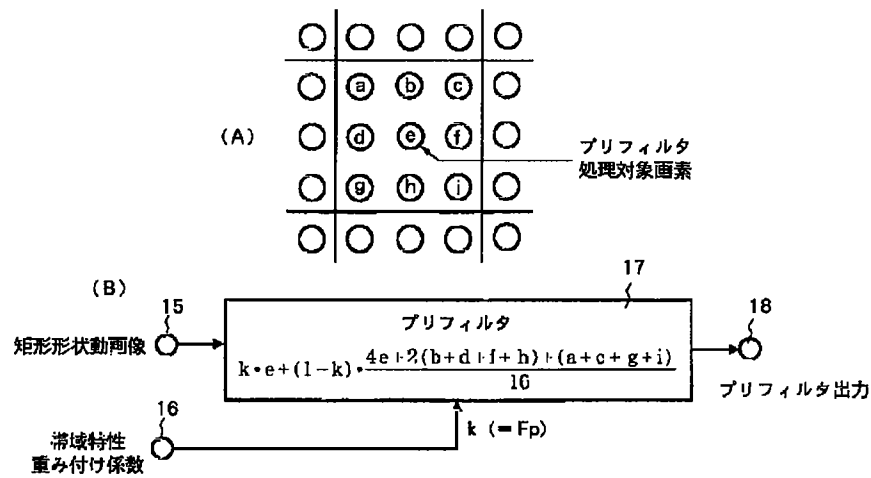 a b c
(A)
d e f
プリフィルタ
処理対象画素
g h i
(B)
17
15
18
プリフィルタ
矩形形状動画像
k•e+(1-k)•
4e+2(b+d+f+h)+(a+c+g+i)
16
プリフィルタ出力
16
k (=Fp)
帯域特性
重み付け係数